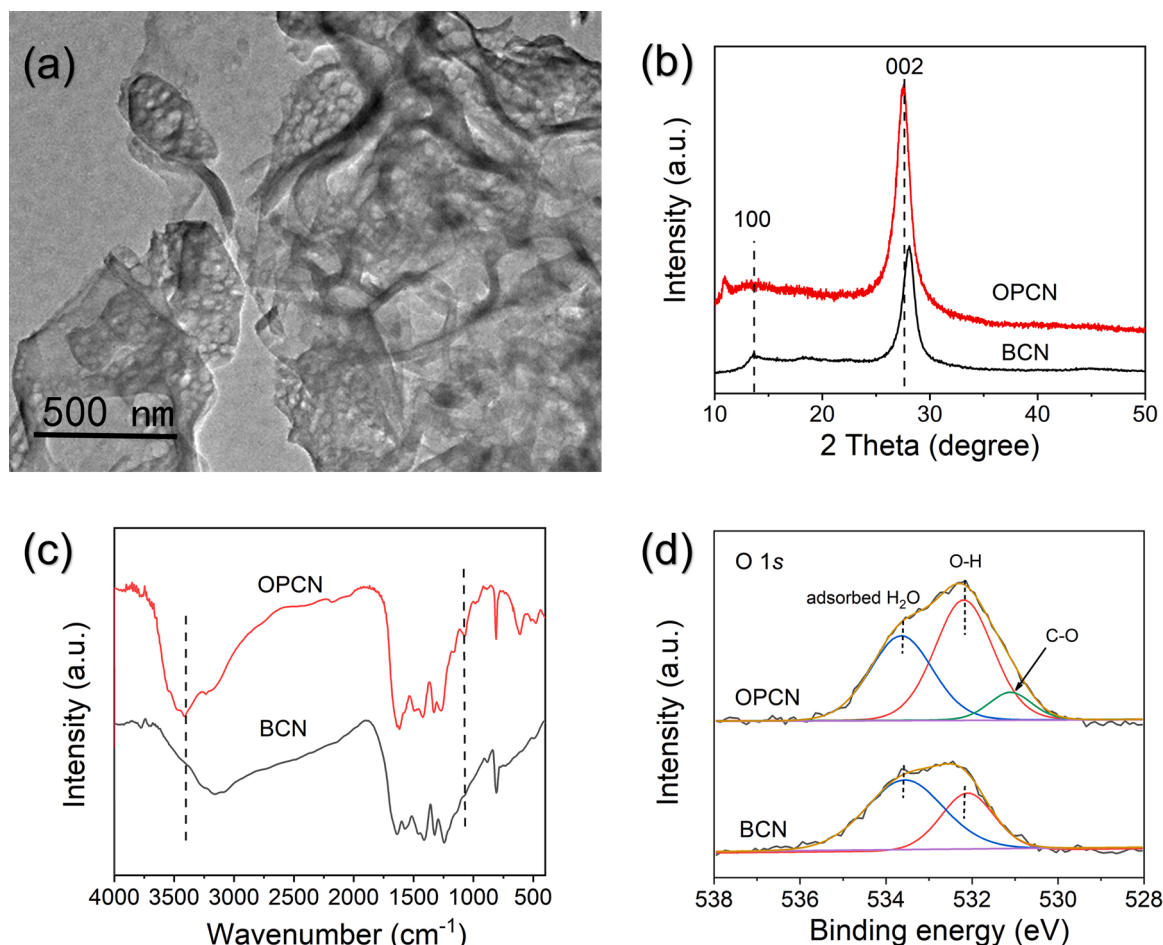 (a)
500 nm
(b)
002
100
OPCN
BCN
Intensity (a.u.)
10 20 30 40 50
2 Theta (degree)
(c)
OPCN
BCN
Intensity (a.u.)
4000 3500 3000 2500 2000 1500 1000 500
Wavenumber (cm⁻¹)
(d)
O 1s
O-H
adsorbed H₂O
C-O
OPCN
BCN
Intensity (a.u.)
538 536 534 532 530 528
Binding energy (eV)